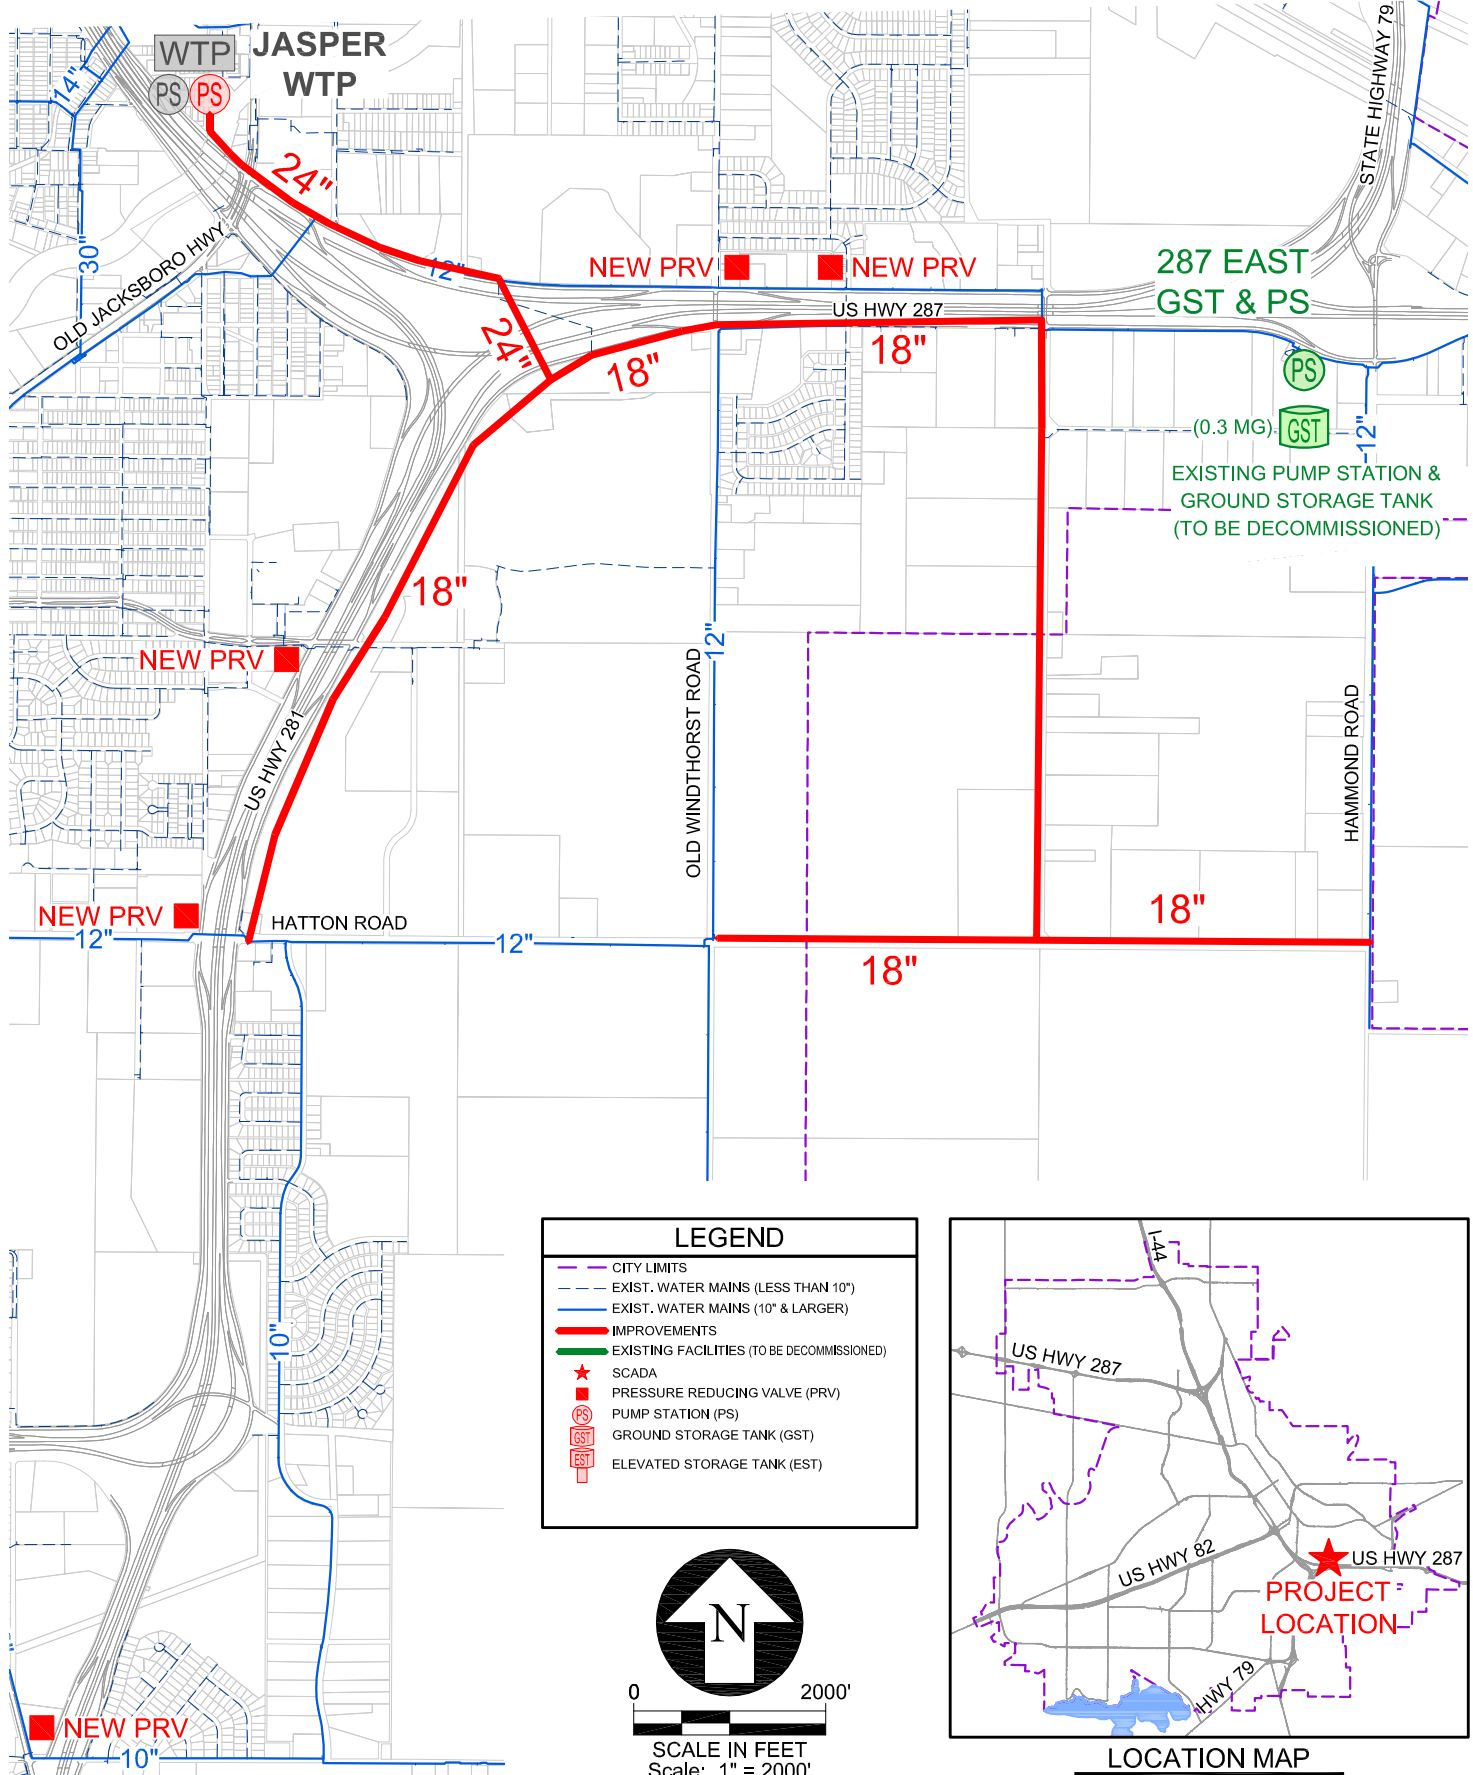 WTP
JASPER
WTP
PS
PS
14"
24"
STATE HIGHWAY 79
30"
OLD JACKSBORO HWY
12"
NEW PRV
NEW PRV
287 EAST
GST & PS
US HWY 287
24"
18"
18"
PS
(0.3 MG)
GST
12"
EXISTING PUMP STATION &
GROUND STORAGE TANK
(TO BE DECOMMISSIONED)
18"
NEW PRV
12"
OLD WINDTHORST ROAD
HAMMOND ROAD
US HWY 281
NEW PRV
HATTON ROAD
12"
12"
18"
18"
10"
NEW PRV
10"
LEGEND
CITY LIMITS
EXIST. WATER MAINS (LESS THAN 10")
EXIST. WATER MAINS (10" & LARGER)
IMPROVEMENTS
EXISTING FACILITIES (TO BE DECOMMISSIONED)
SCADA
PRESSURE REDUCING VALVE (PRV)
PS PUMP STATION (PS)
GST GROUND STORAGE TANK (GST)
EST ELEVATED STORAGE TANK (EST)
N
0 2000'
SCALE IN FEET
Scale: 1" = 2000'
I-44
US HWY 287
US HWY 82
US HWY 287
PROJECT
LOCATION
HWY 79
LOCATION MAP